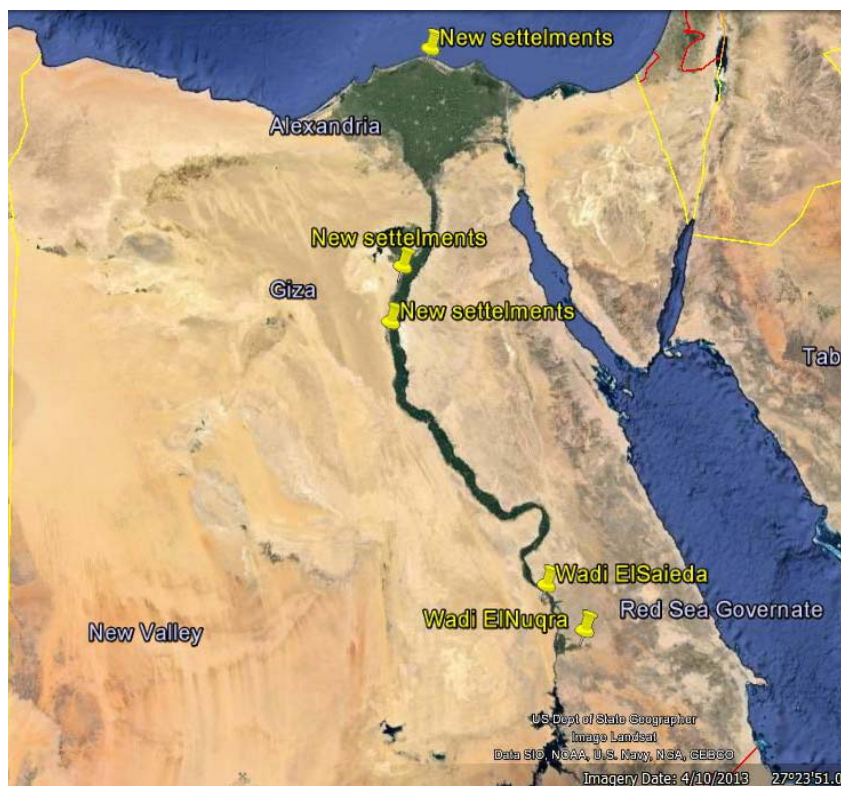 New settelments
Alexandria
New settelments
Giza
New settelments
Tab
Wadi ElSaieda
Wadi ElNuqra
Red Sea Governate
New Valley
US Dept of State Geographer
Image Landsat
Data SIO, NOAA, U.S. Navy, NGA, GEBCO
Imagery Date: 4/10/2013 27°23'51.0